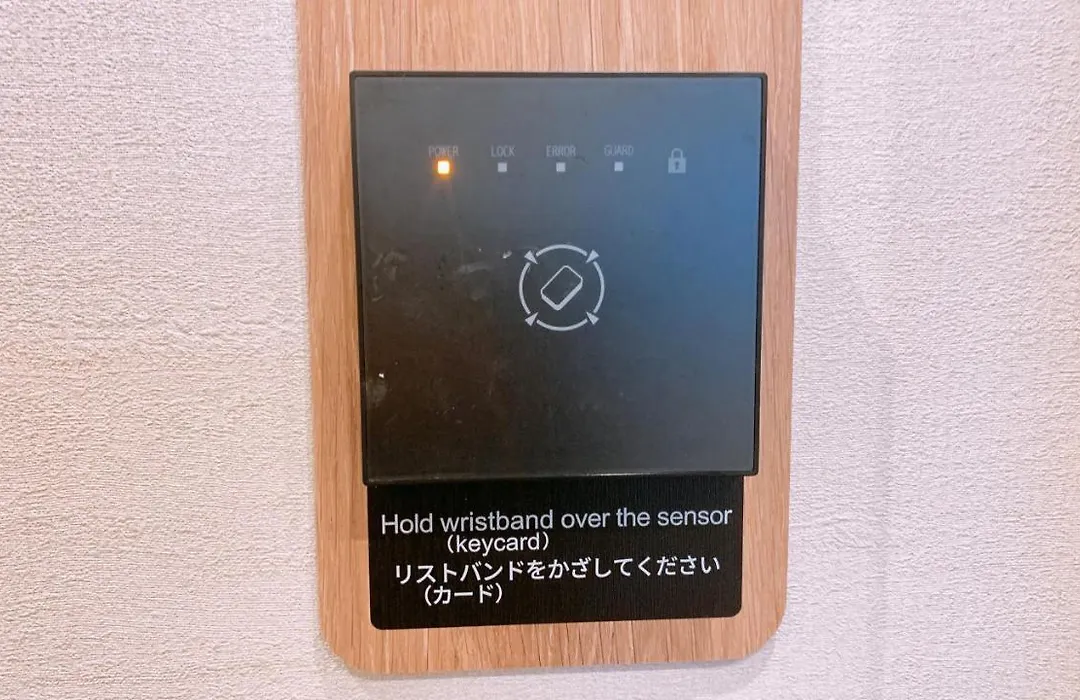 POWER LOCK ERROR GUARD
Hold wristband over the sensor
(keycard)
リストバンドをかざしてください
(カード)